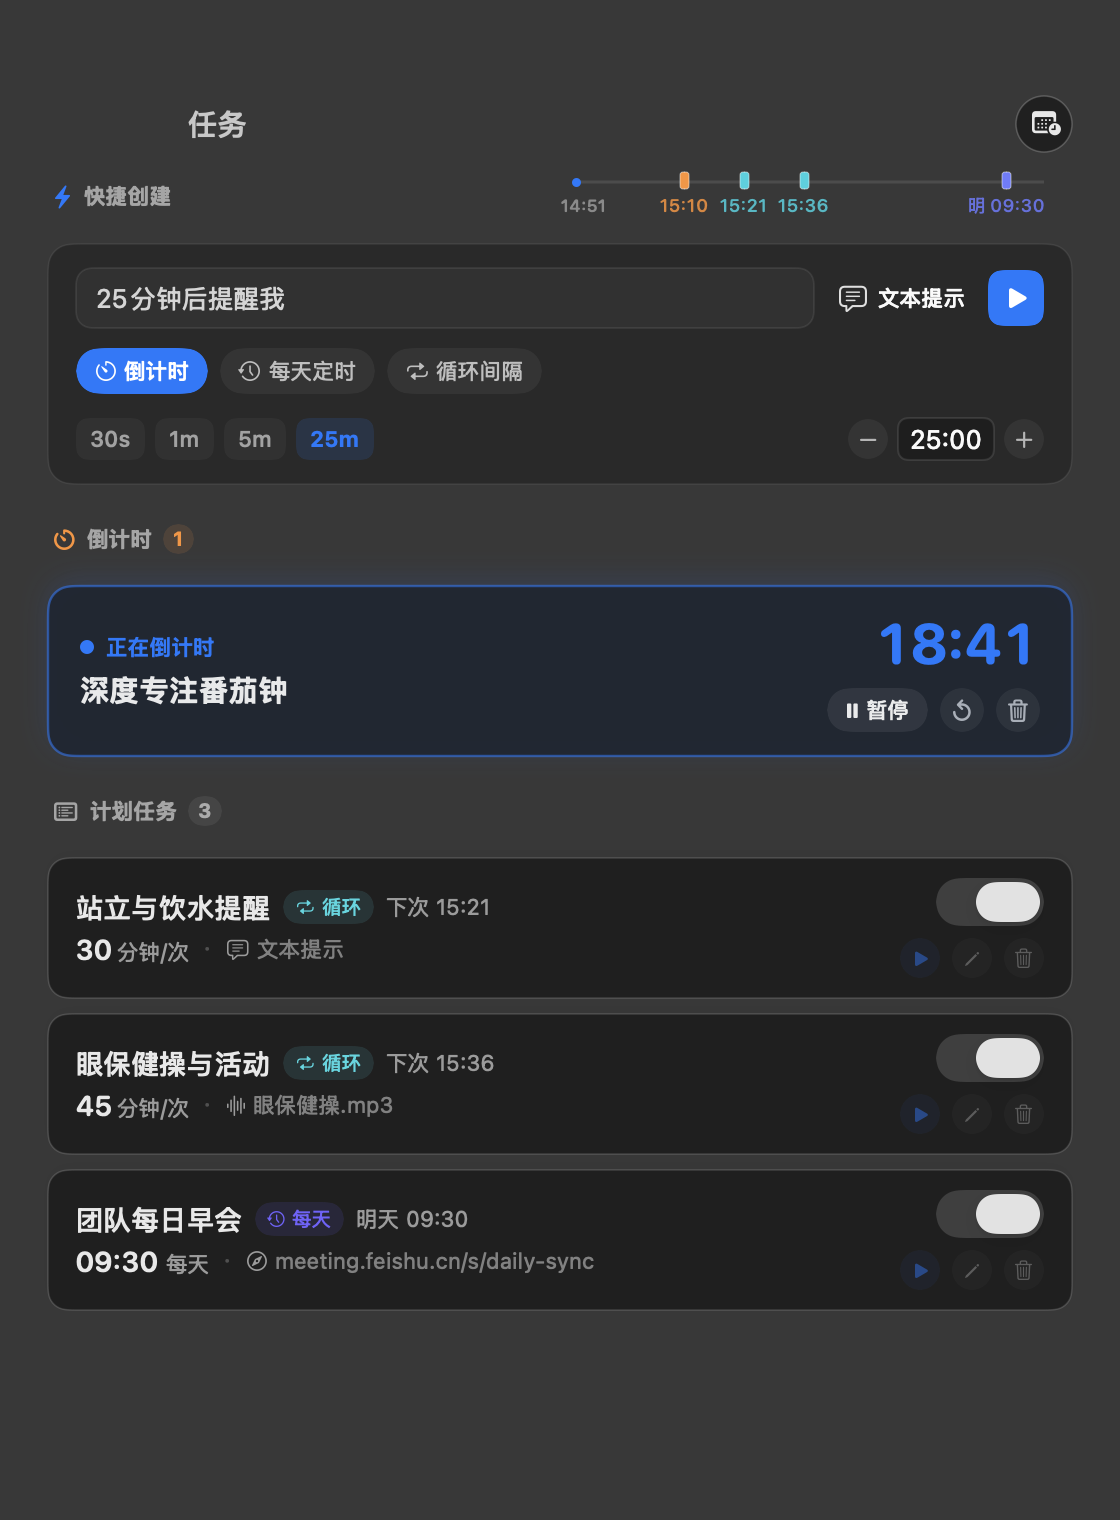 任务
快捷创建
14:51 15:10 15:21 15:36 明 09:30
25分钟后提醒我 文本提示
倒计时 每天定时 循环间隔
30s 1m 5m 25m − 25:00 +
倒计时 1
正在倒计时
18:41
深度专注番茄钟
暂停
计划任务 3
站立与饮水提醒 循环 下次 15:21
30 分钟/次 · 文本提示
眼保健操与活动 循环 下次 15:36
45 分钟/次 · 眼保健操.mp3
团队每日早会 每天 明天 09:30
09:30 每天 · meeting.feishu.cn/s/daily-sync